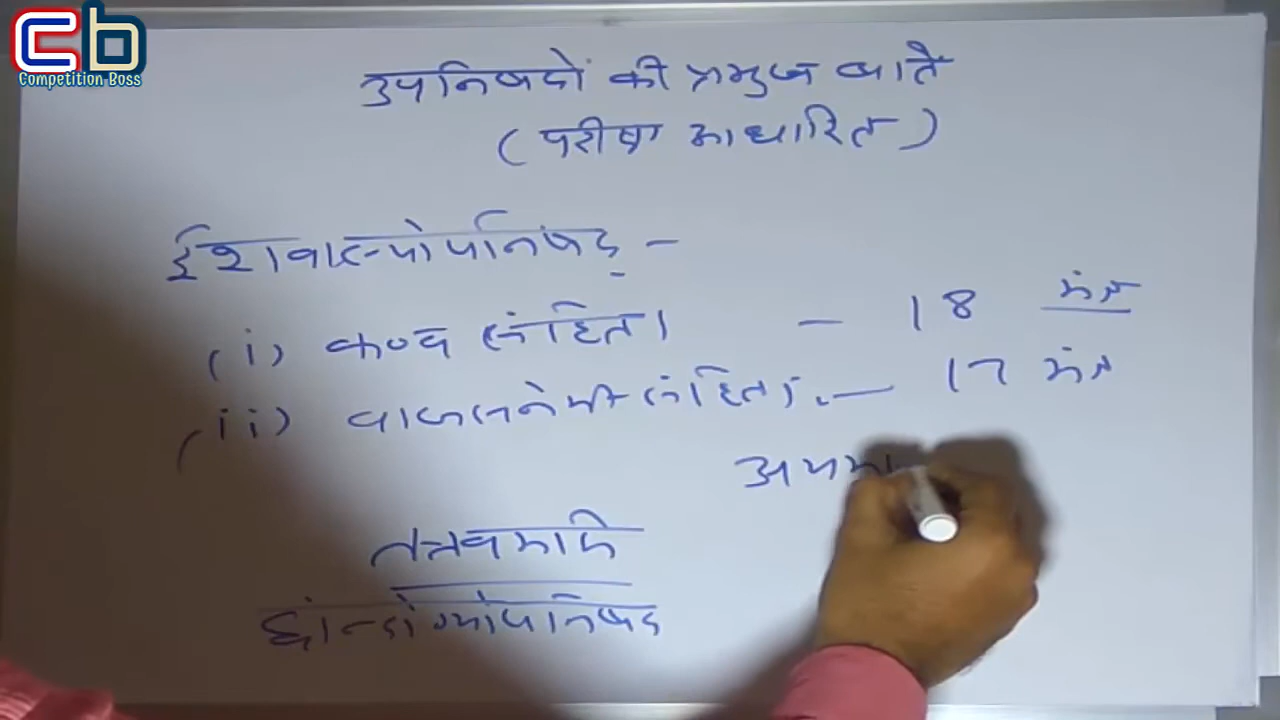 Cb
Competition Boss
उपनिषदों की प्रमुख बातें
(परीक्षा आधारित)
ईशावास्योपनिषद् –
(i) काण्व संहिता – 18 मंत्र
(ii) वाजसनेयी संहिता – 17 मंत्र
तत्त्वमसि
छांन्दोग्योपनिषद